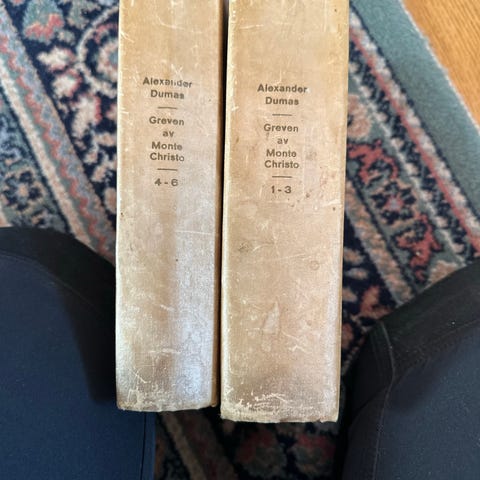 Alexander
Dumas
Greven
av
Monte
Christo
4-6
Alexander
Dumas
Greven
av
Monte
Christo
1-3